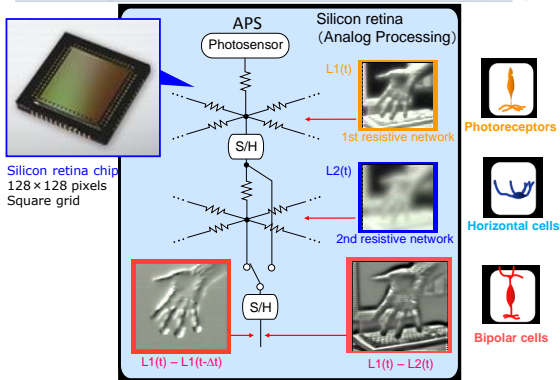 APS
Silicon retina
(Analog Processing)
Photosensor
L1(t)
1st resistive network
Photoreceptors
S/H
Silicon retina chip
128×128 pixels
Square grid
L2(t)
2nd resistive network
Horizontal cells
S/H
L1(t) – L1(t-Δt)
L1(t) – L2(t)
Bipolar cells